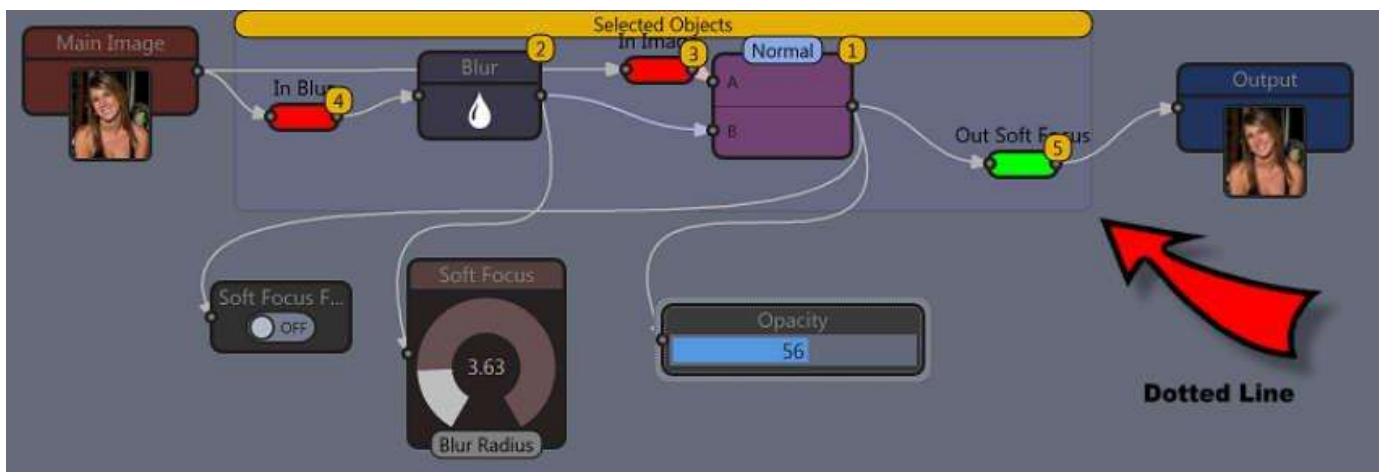 Selected Objects
Main Image
In Blur
4
Blur
2
In Image
3
Normal
1
A
B
Out Soft Focus
5
Output
Soft Focus F...
OFF
Soft Focus
3.63
Blur Radius
Opacity
56
Dotted Line